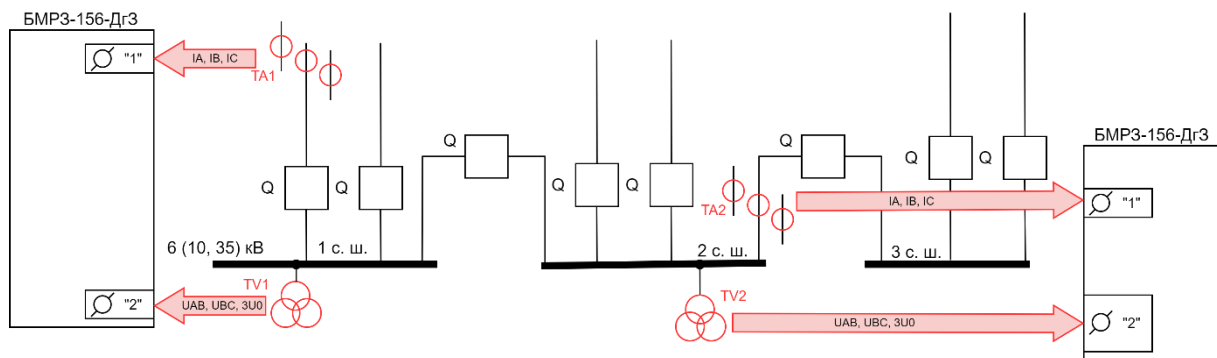 БМРЗ-156-ДгЗ
"1"
IA, IB, IC
TA1
Q
Q
Q
6 (10, 35) кВ
1 с. ш.
"2"
UAB, UBC, 3U0
TV1
Q
Q
TA2
Q
Q
Q
БМРЗ-156-ДгЗ
IA, IB, IC
"1"
2 с. ш.
3 с. ш.
TV2
UAB, UBC, 3U0
"2"